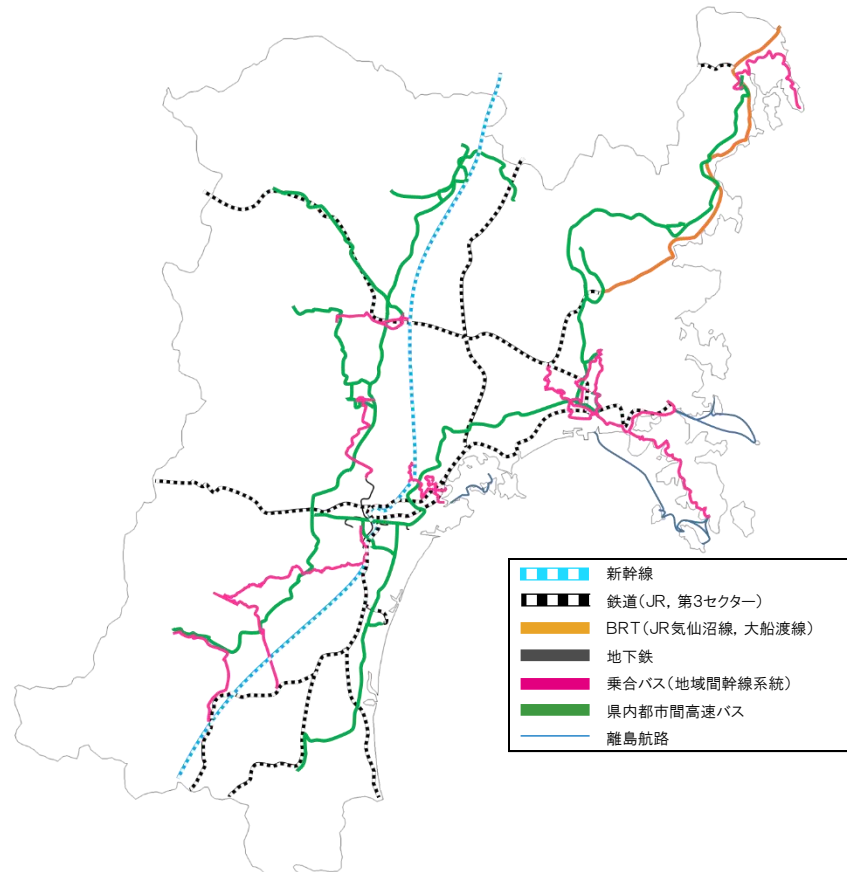 新幹線
鉄道(JR, 第3セクター)
BRT(JR気仙沼線, 大船渡線)
地下鉄
乗合バス(地域間幹線系統)
県内都市間高速バス
離島航路